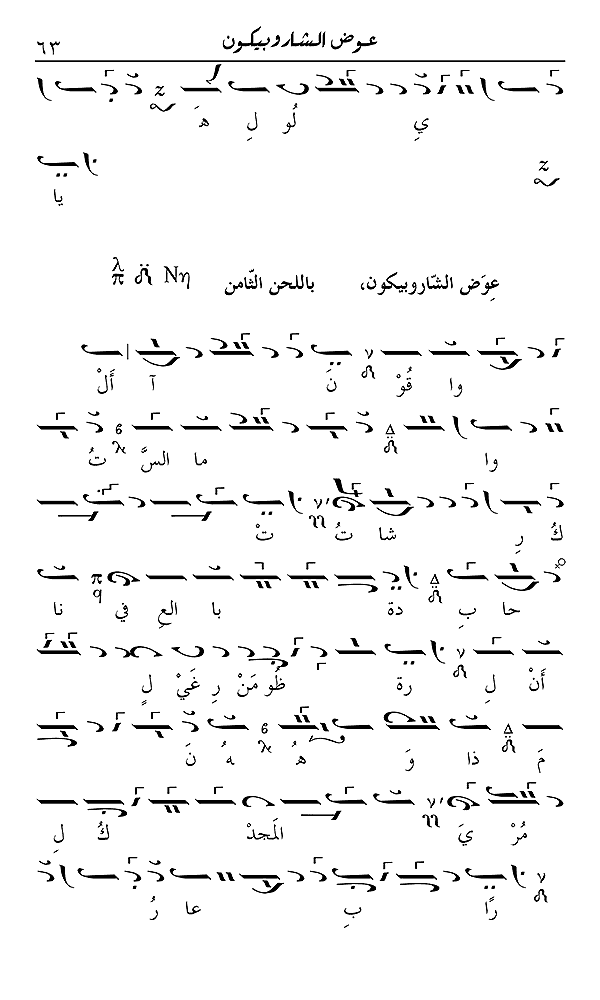 عوض الشاروبيكون ٦٣
يِ لُو لِ هَـ
يا
عِوَض الشّاروبيكون، باللحن الثّامن Νη
وا قُوْ نَ آ أَلْ
وا ما السَّ تُ
كُ رِ شا تُ تْ
حا بِ دة با العِ في نا
أَنْ لِ رة ظُو مَنْ رِ غَيْ لٍ
مَ ذا وَ هُ هُ نَ
مُرْ يَ المَجدْ كُ لِ
رًا بِ عا رُ